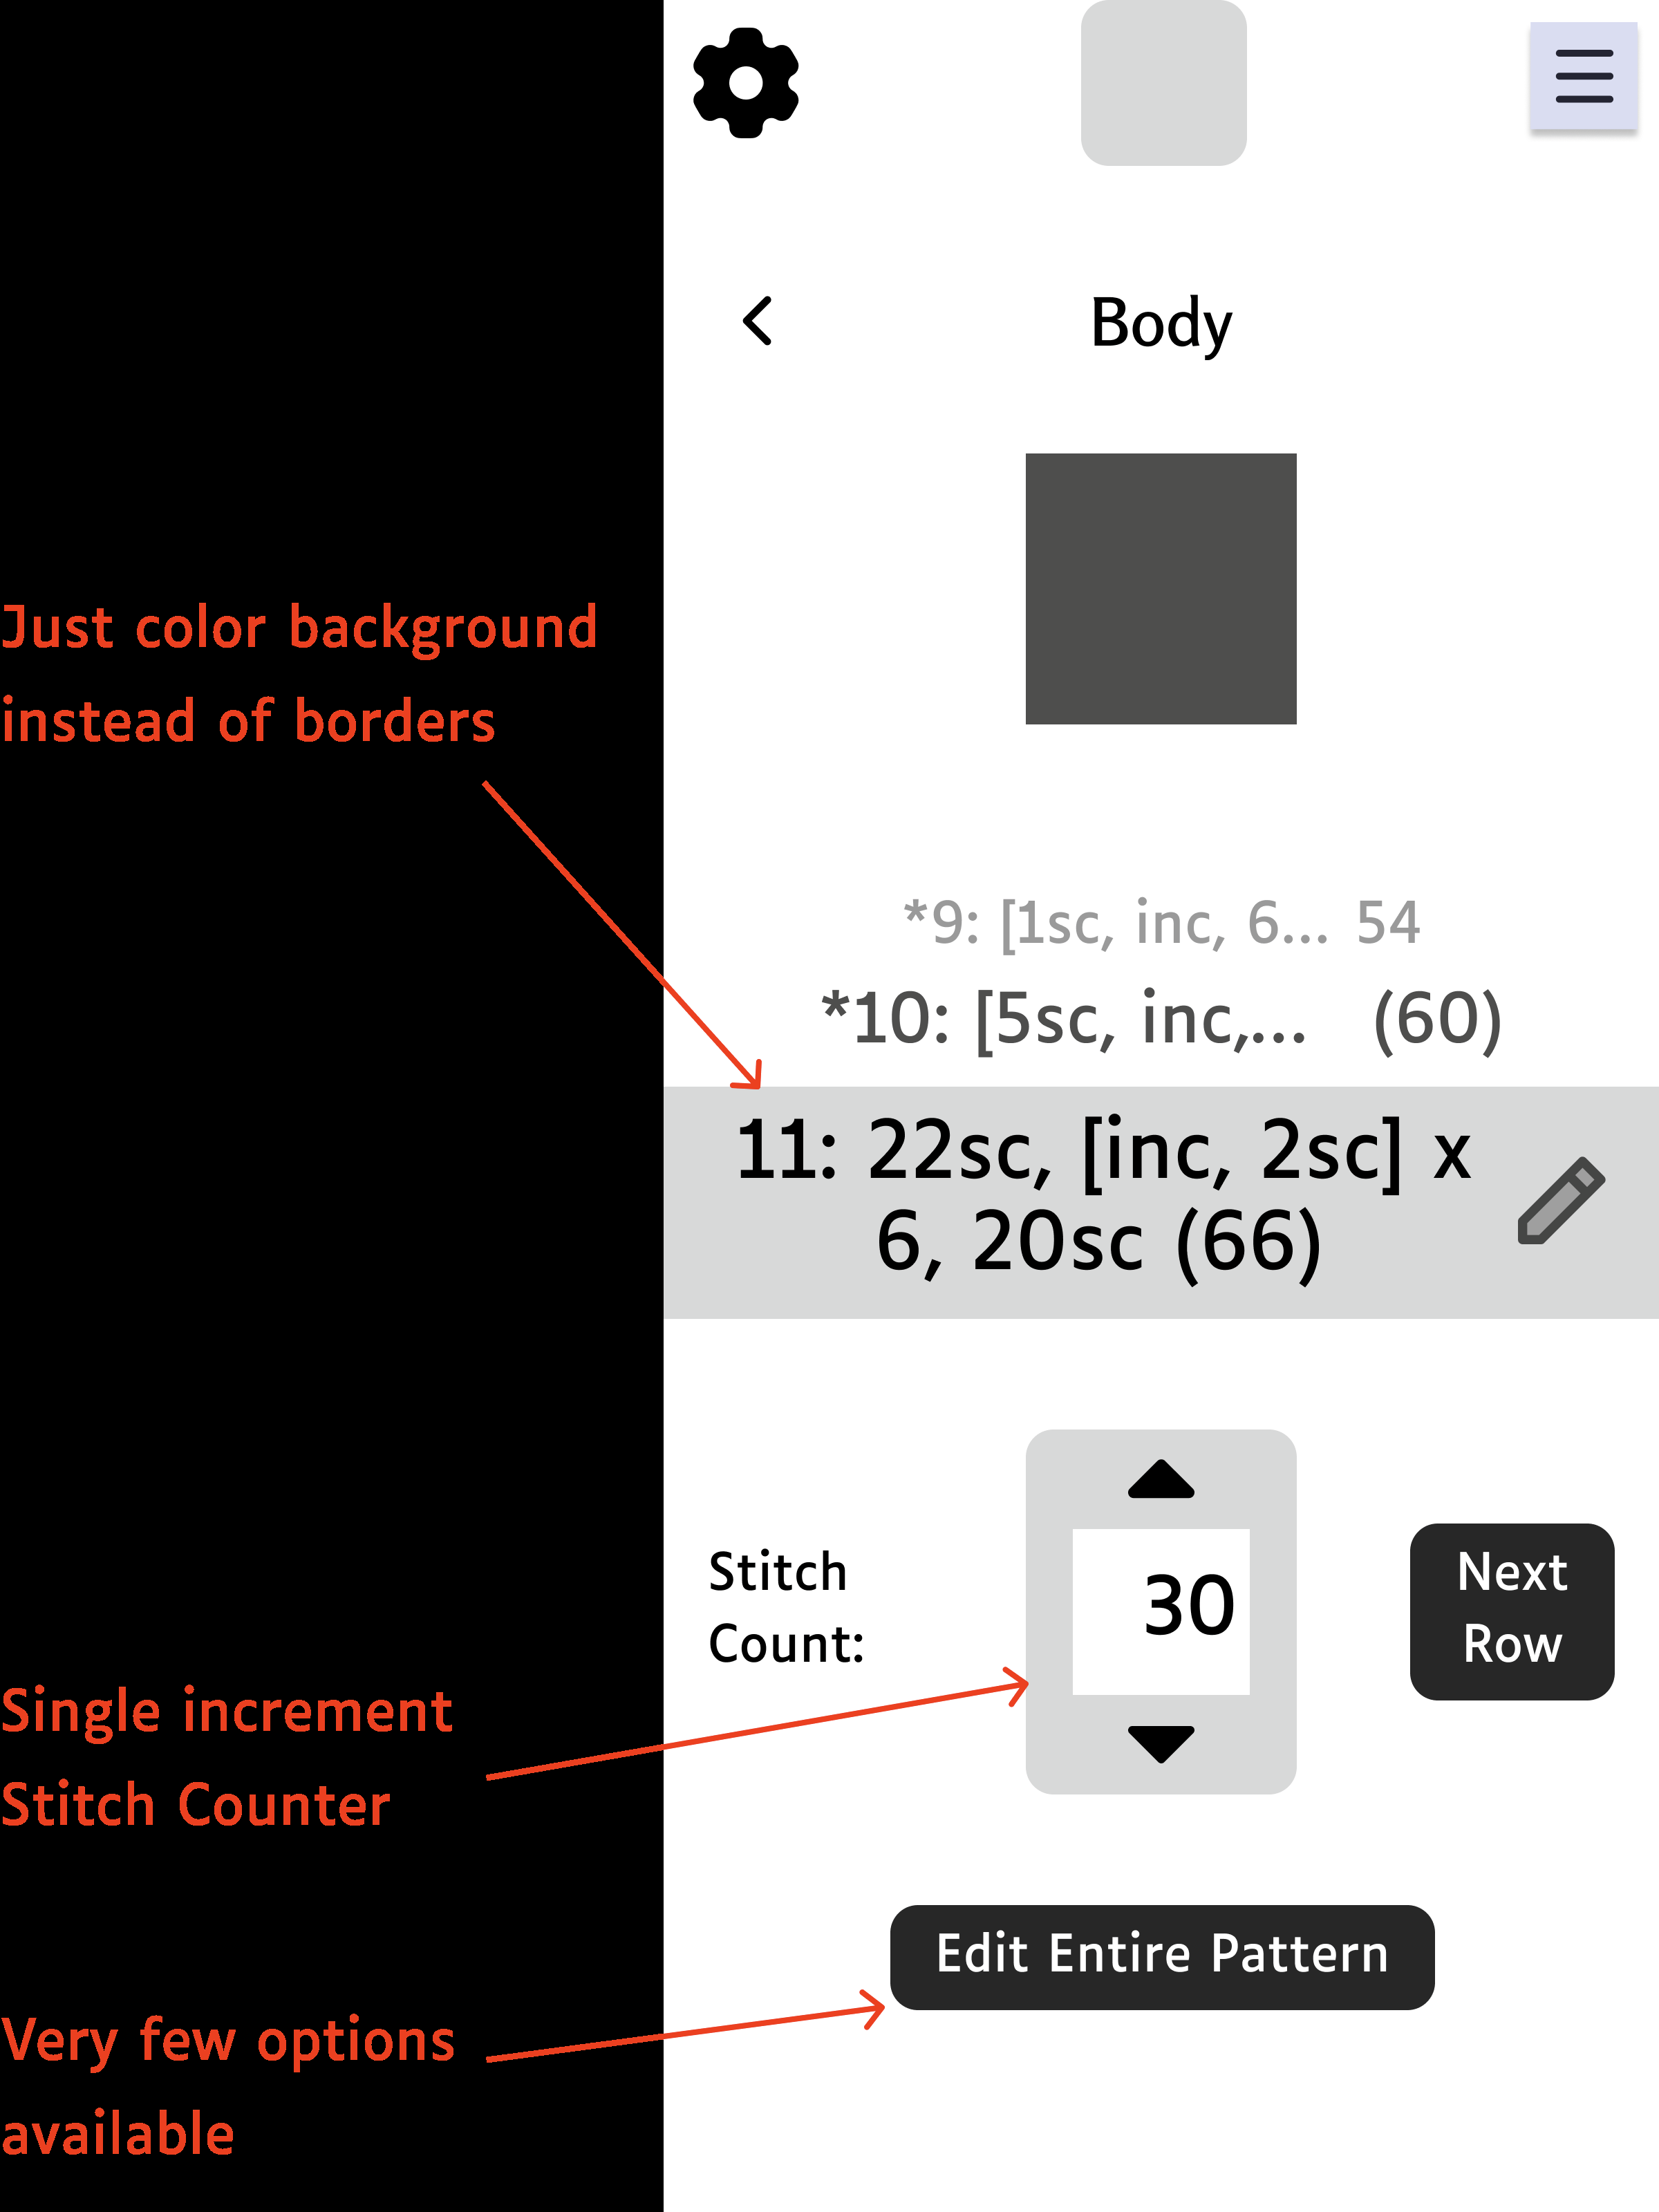 Body
Just color background
instead of borders
*9: [1sc, inc, 6... 54
*10: [5sc, inc,... (60)
11: 22sc, [inc, 2sc] x
6, 20sc (66)
Stitch
Count:
30
Next
Row
Single increment
Stitch Counter
Edit Entire Pattern
Very few options
available